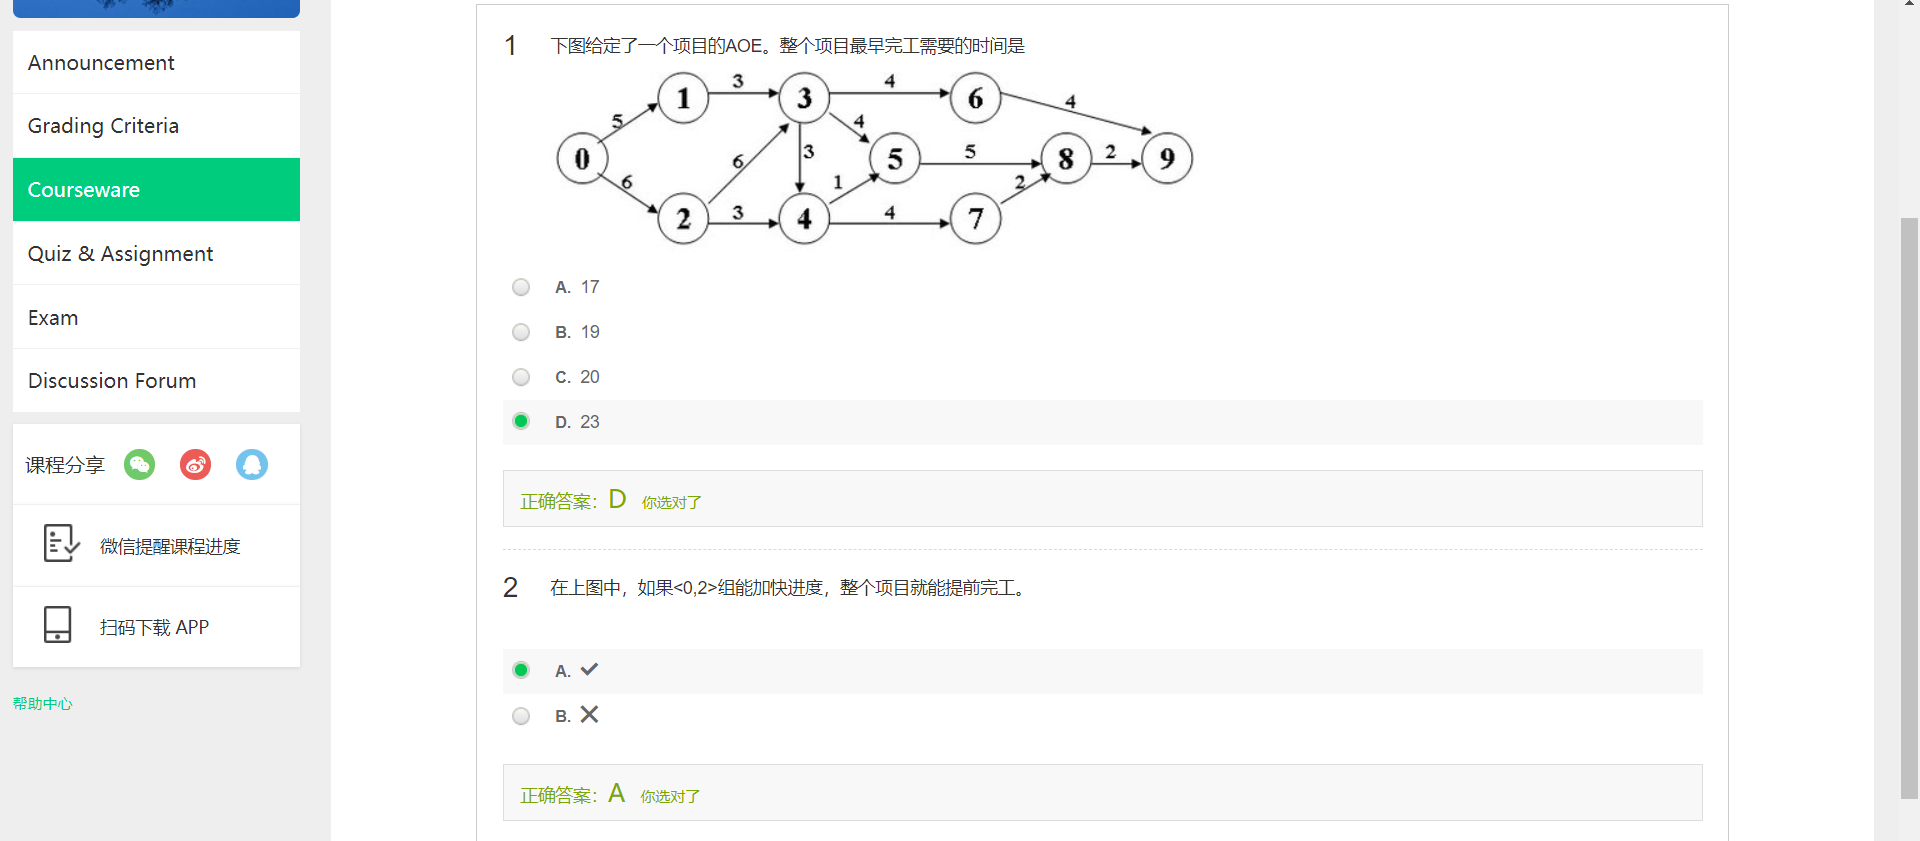 Announcement
Grading Criteria
Courseware
Quiz & Assignment
Exam
Discussion Forum
课程分享
微信提醒课程进度
扫码下载 APP
帮助中心
1 下图给定了一个项目的AOE。整个项目最早完工需要的时间是
3 4
1 3 6 4
5 4
0 6 3 5 5 8 2 9
6 1 2
2 3 4 4 7
A. 17
B. 19
C. 20
D. 23
正确答案：D 你选对了
2 在上图中，如果<0,2>组能加快进度，整个项目就能提前完工。
A. ✓
B. ✕
正确答案：A 你选对了